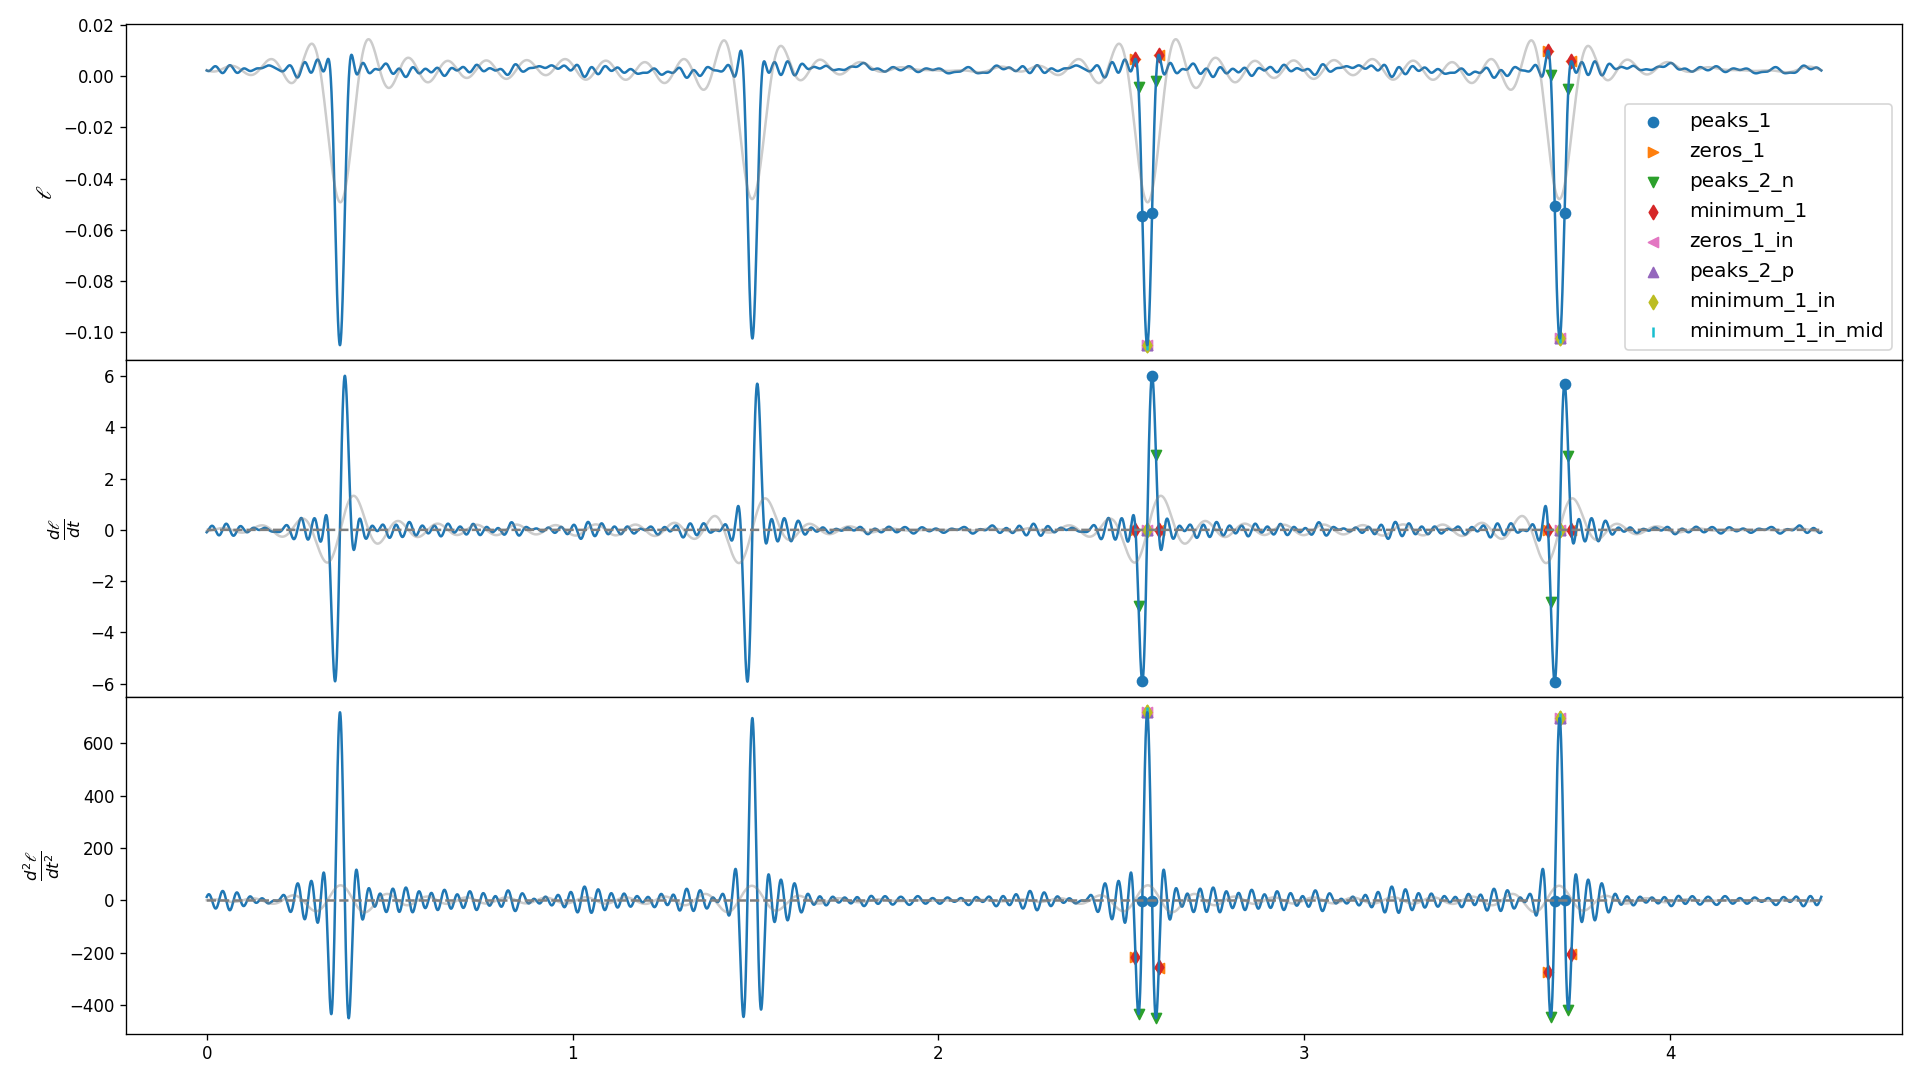 0.02
0.00
−0.02
−0.04
−0.06
−0.08
−0.10
ℓ
peaks_1
zeros_1
peaks_2_n
minimum_1
zeros_1_in
peaks_2_p
minimum_1_in
minimum_1_in_mid
6
4
2
0
−2
−4
−6
dℓ
dt
600
400
200
0
−200
−400
d²ℓ
dt²
0 1 2 3 4